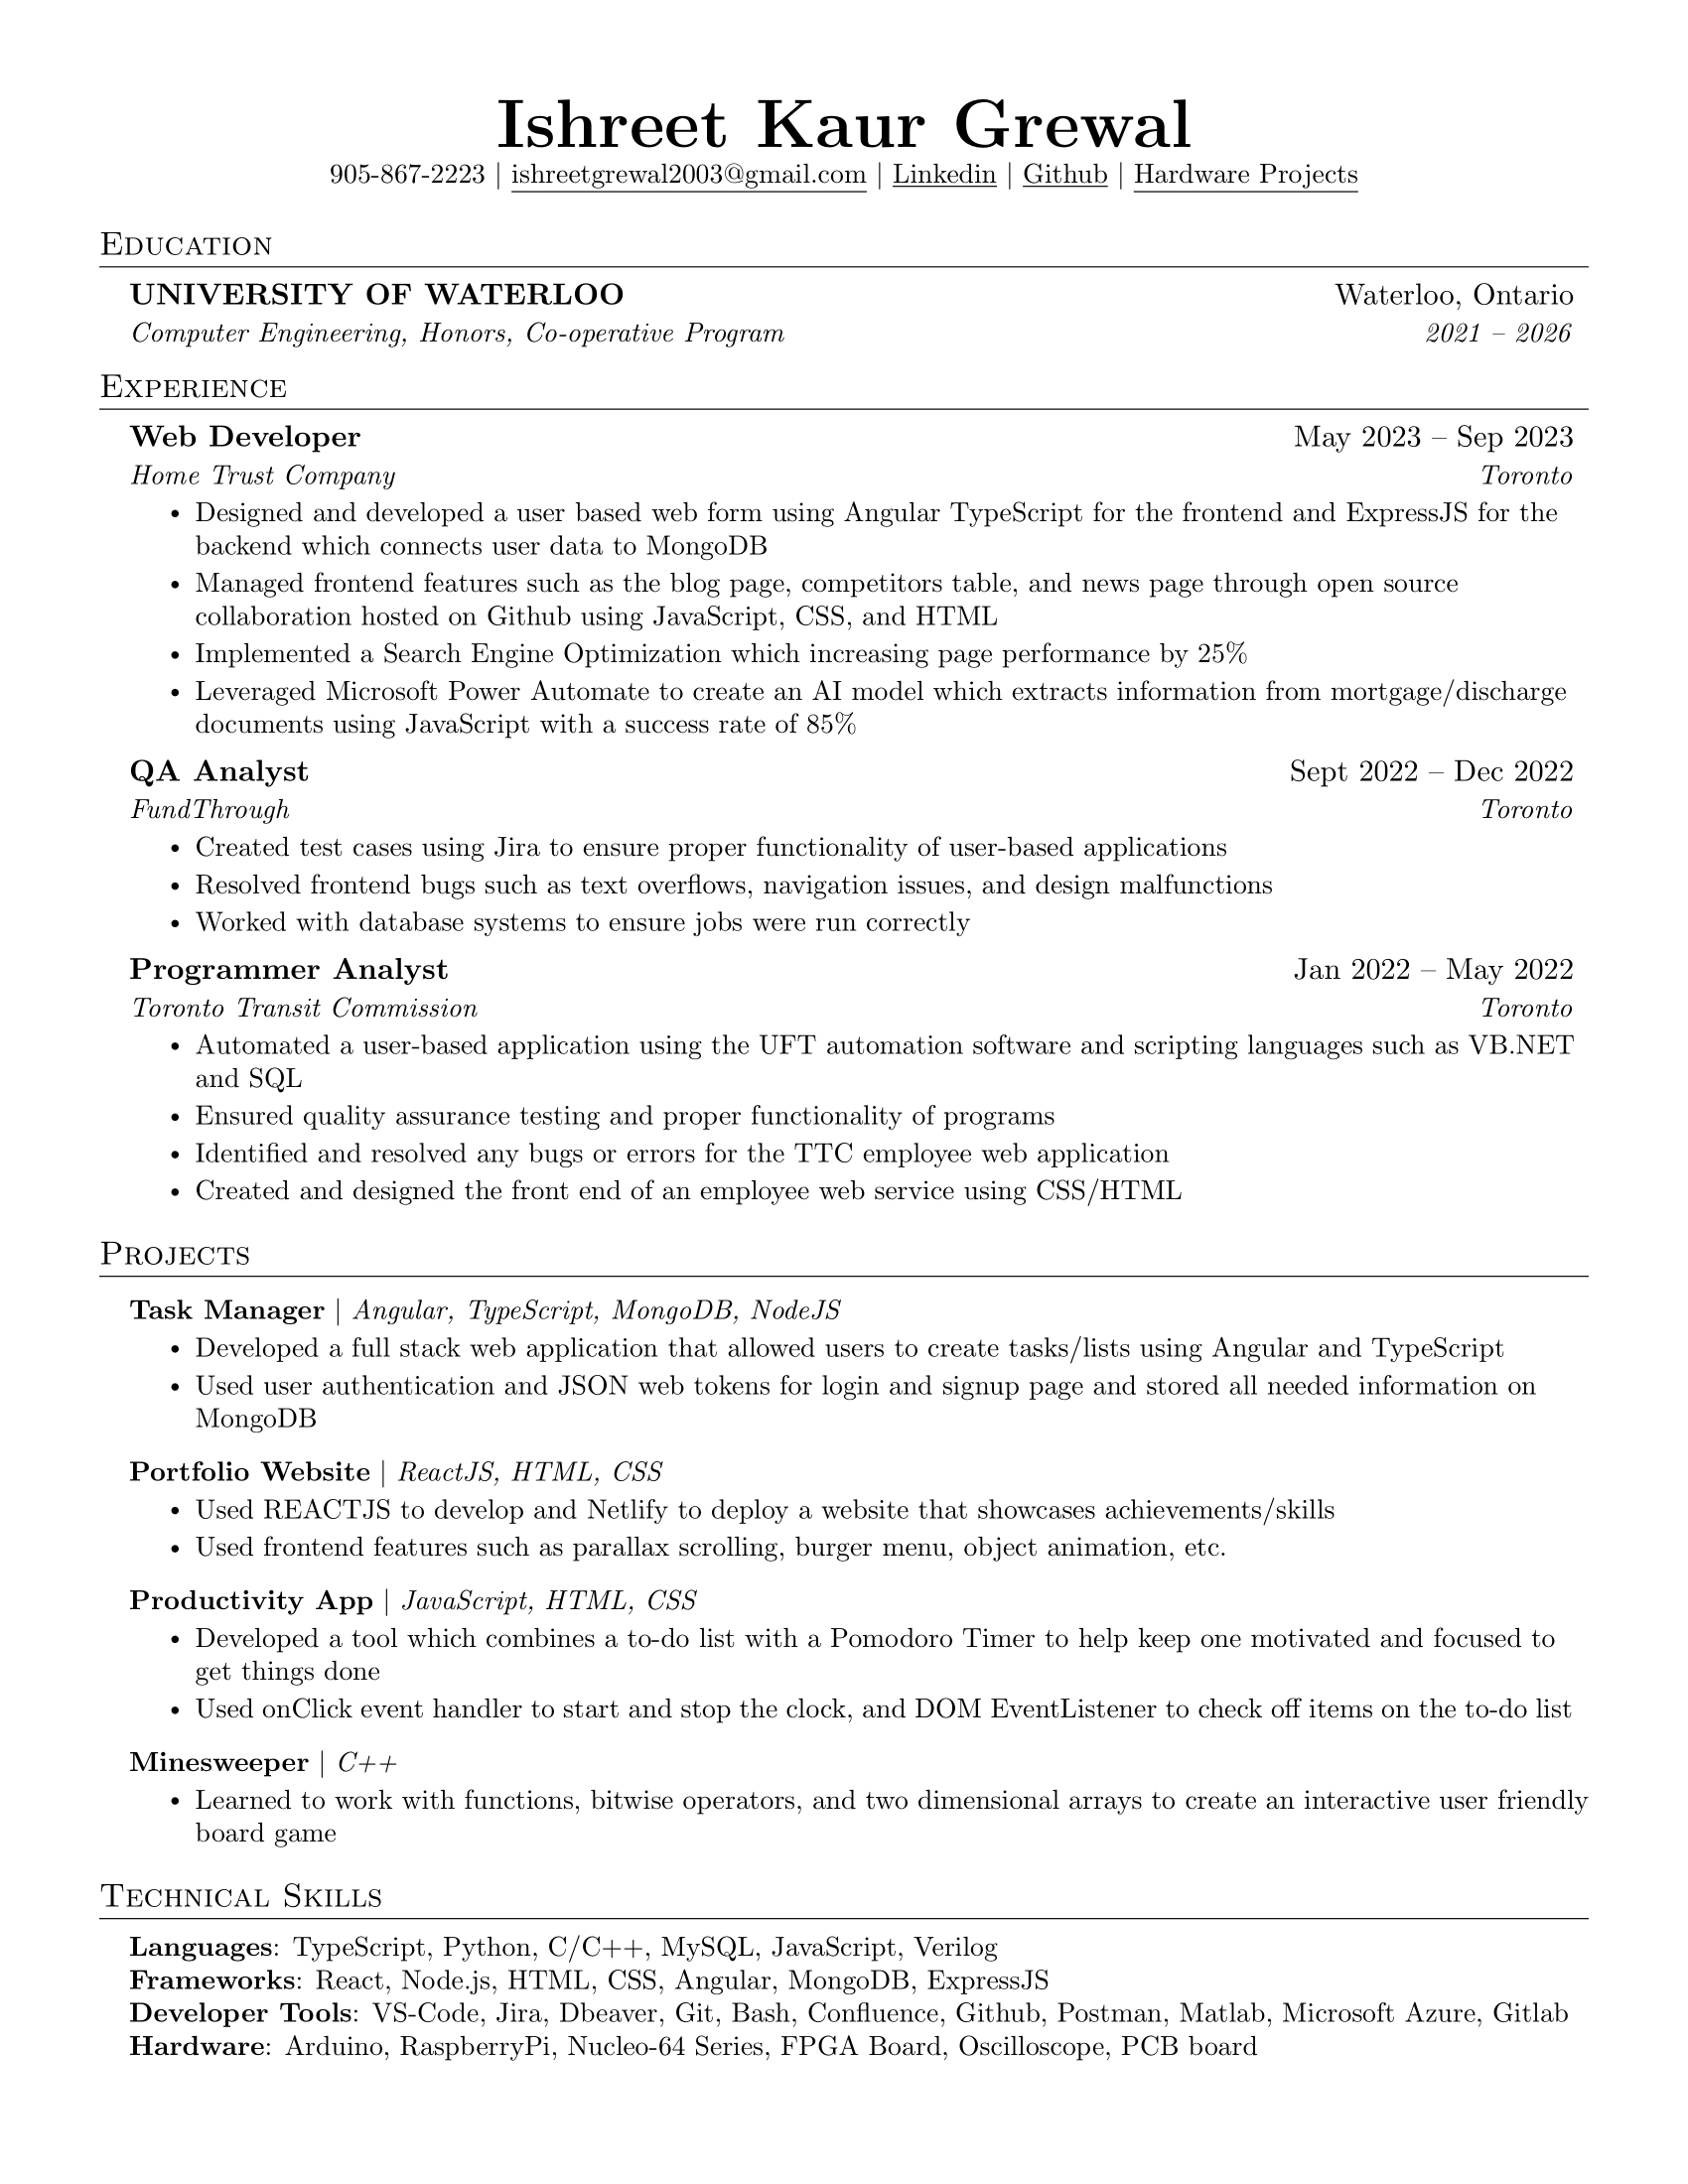 Ishreet Kaur Grewal
905-867-2223 | ishreetgrewal2003@gmail.com | Linkedin | Github | Hardware Projects
Education
UNIVERSITY OF WATERLOO Waterloo, Ontario
Computer Engineering, Honors, Co-operative Program 2021 – 2026
Experience
Web Developer May 2023 – Sep 2023
Home Trust Company Toronto
• Designed and developed a user based web form using Angular TypeScript for the frontend and ExpressJS for the
backend which connects user data to MongoDB
• Managed frontend features such as the blog page, competitors table, and news page through open source
collaboration hosted on Github using JavaScript, CSS, and HTML
• Implemented a Search Engine Optimization which increasing page performance by 25%
• Leveraged Microsoft Power Automate to create an AI model which extracts information from mortgage/discharge
documents using JavaScript with a success rate of 85%
QA Analyst Sept 2022 – Dec 2022
FundThrough Toronto
• Created test cases using Jira to ensure proper functionality of user-based applications
• Resolved frontend bugs such as text overflows, navigation issues, and design malfunctions
• Worked with database systems to ensure jobs were run correctly
Programmer Analyst Jan 2022 – May 2022
Toronto Transit Commission Toronto
• Automated a user-based application using the UFT automation software and scripting languages such as VB.NET
and SQL
• Ensured quality assurance testing and proper functionality of programs
• Identified and resolved any bugs or errors for the TTC employee web application
• Created and designed the front end of an employee web service using CSS/HTML
Projects
Task Manager | Angular, TypeScript, MongoDB, NodeJS
• Developed a full stack web application that allowed users to create tasks/lists using Angular and TypeScript
• Used user authentication and JSON web tokens for login and signup page and stored all needed information on
MongoDB
Portfolio Website | ReactJS, HTML, CSS
• Used REACTJS to develop and Netlify to deploy a website that showcases achievements/skills
• Used frontend features such as parallax scrolling, burger menu, object animation, etc.
Productivity App | JavaScript, HTML, CSS
• Developed a tool which combines a to-do list with a Pomodoro Timer to help keep one motivated and focused to
get things done
• Used onClick event handler to start and stop the clock, and DOM EventListener to check off items on the to-do list
Minesweeper | C++
• Learned to work with functions, bitwise operators, and two dimensional arrays to create an interactive user friendly
board game
Technical Skills
Languages: TypeScript, Python, C/C++, MySQL, JavaScript, Verilog
Frameworks: React, Node.js, HTML, CSS, Angular, MongoDB, ExpressJS
Developer Tools: VS-Code, Jira, Dbeaver, Git, Bash, Confluence, Github, Postman, Matlab, Microsoft Azure, Gitlab
Hardware: Arduino, RaspberryPi, Nucleo-64 Series, FPGA Board, Oscilloscope, PCB board